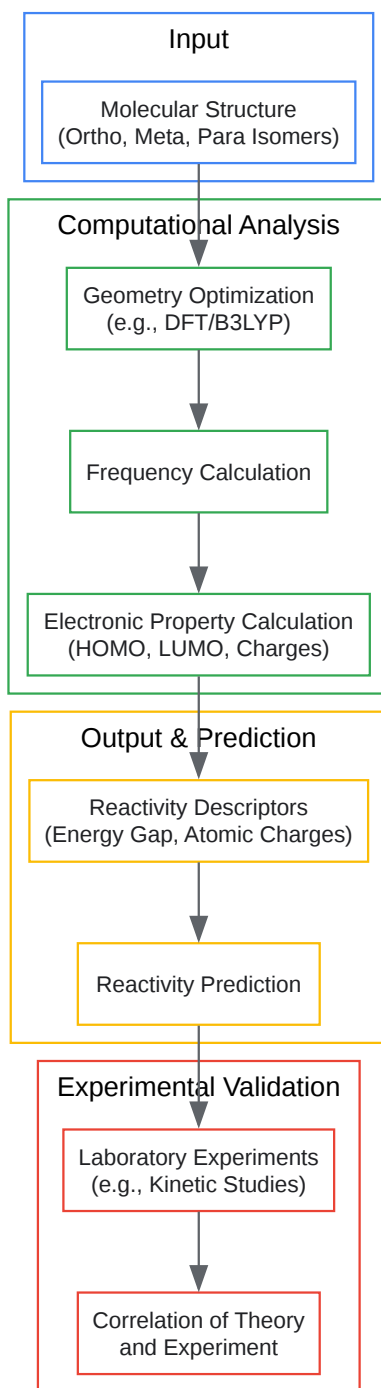 Input
Molecular Structure
(Ortho, Meta, Para Isomers)
Computational Analysis
Geometry Optimization
(e.g., DFT/B3LYP)
Frequency Calculation
Electronic Property Calculation
(HOMO, LUMO, Charges)
Output & Prediction
Reactivity Descriptors
(Energy Gap, Atomic Charges)
Reactivity Prediction
Experimental Validation
Laboratory Experiments
(e.g., Kinetic Studies)
Correlation of Theory
and Experiment